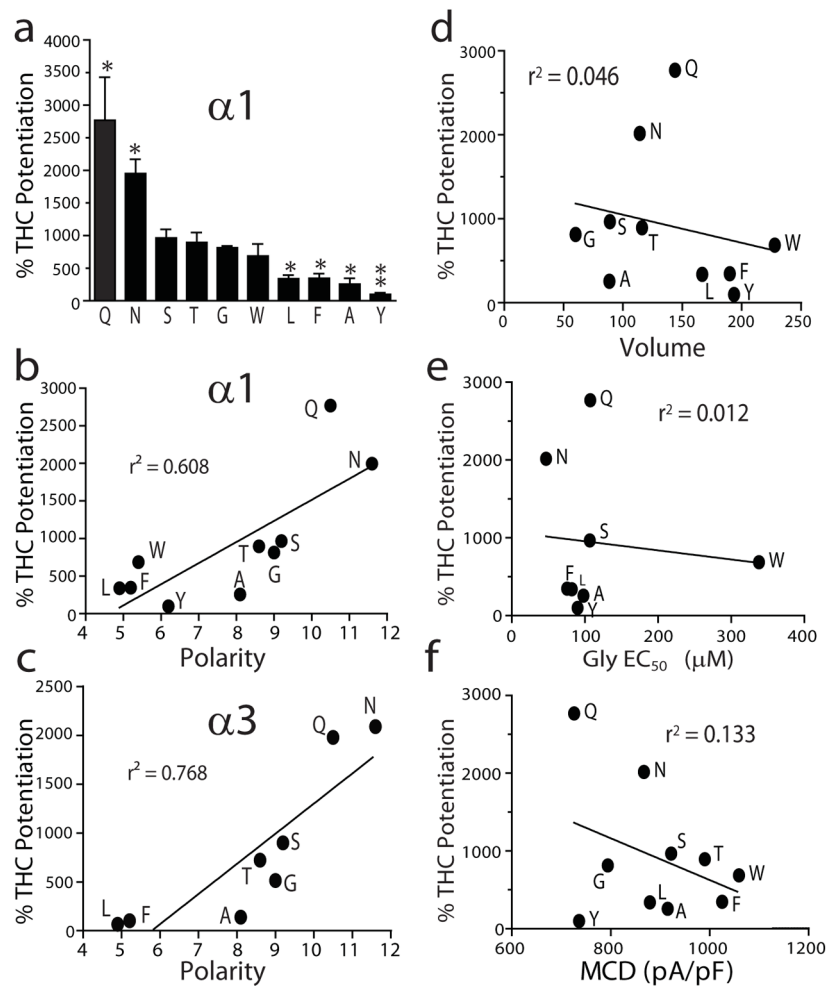 a
α1
% THC Potentiation
4000
3500
3000
2500
2000
1500
1000
500
0
*
*
*
*
*
**
Q N S T G W L F A Y
b
α1
% THC Potentiation
3000
2500
2000
1500
1000
500
0
r² = 0.608
Q
N
W
S
T
G
A
L
F
Y
4 5 6 7 8 9 10 11 12
Polarity
c
α3
% THC Potentiation
2500
2000
1500
1000
500
0
r² = 0.768
N
Q
S
T
G
A
L
F
4 5 6 7 8 9 10 11 12
Polarity
d
% THC Potentiation
3000
2000
1000
0
r² = 0.046
Q
N
G
S
T
W
A
L
F
Y
0 50 100 150 200 250
Volume
e
% THC Potentiation
3000
2000
1000
0
r² = 0.012
Q
N
S
W
F
L
A
Y
0 100 200 300 400
Gly EC₅₀ (μM)
f
% THC Potentiation
3000
2000
1000
0
r² = 0.133
Q
N
S
T
G
W
L
A
F
Y
600 800 1000 1200
MCD (pA/pF)